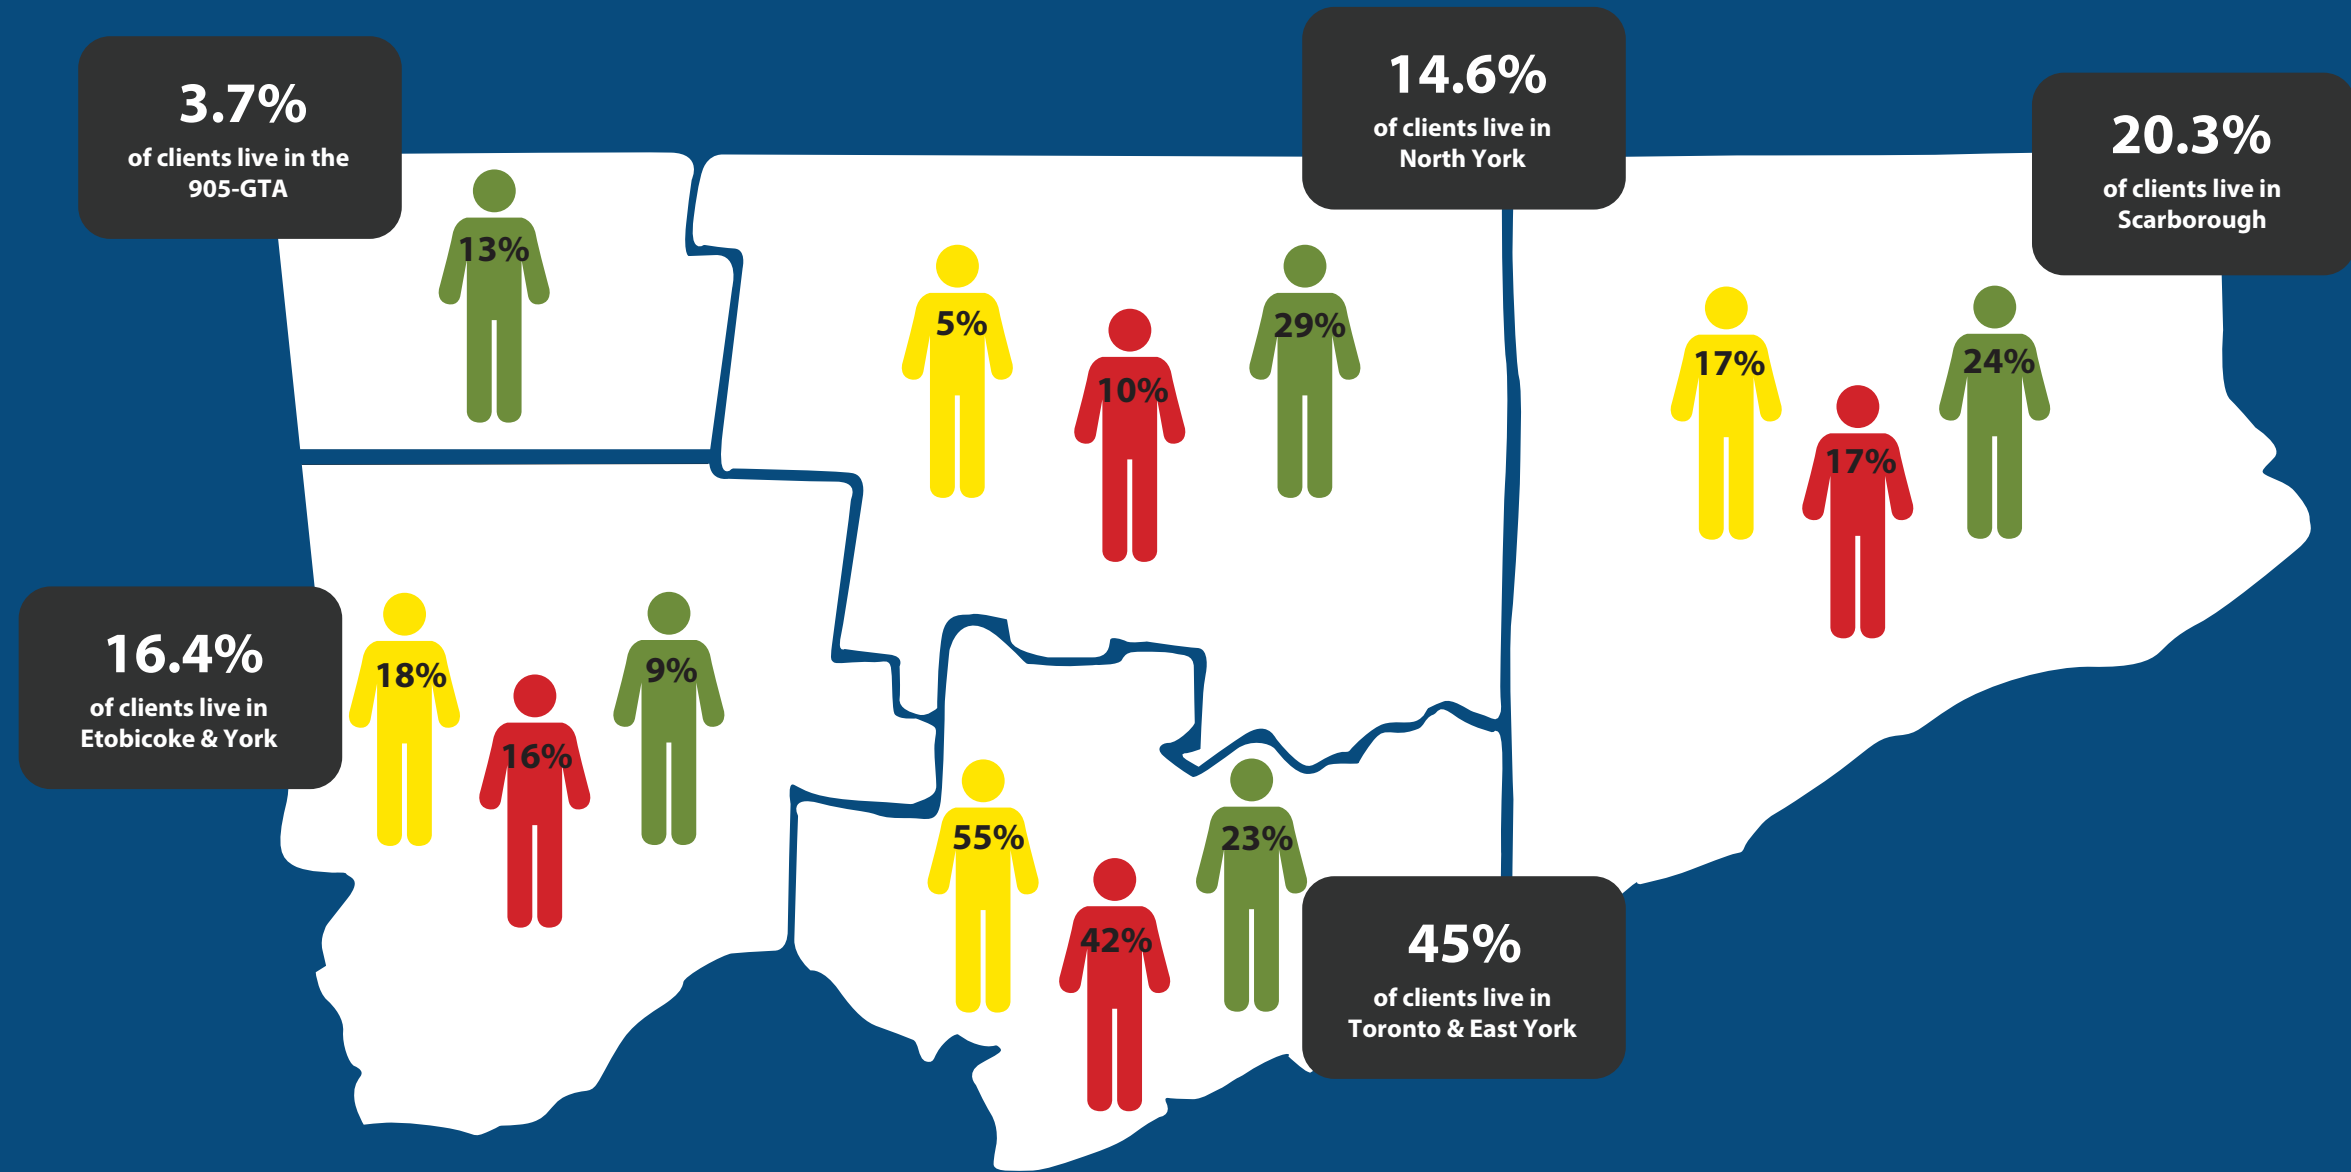 3.7%
of clients live in the
905-GTA
14.6%
of clients live in
North York
20.3%
of clients live in
Scarborough
13%
5%
10%
29%
17%
17%
24%
16.4%
of clients live in
Etobicoke & York
18%
16%
9%
55%
42%
23%
45%
of clients live in
Toronto & East York